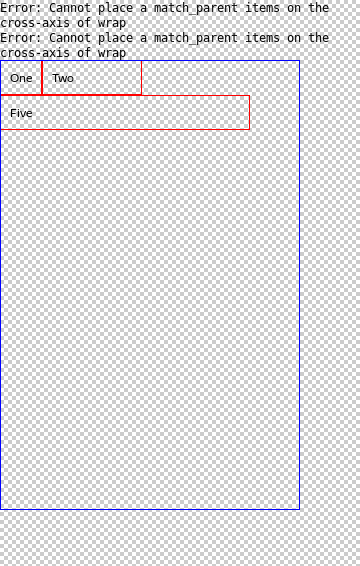 Error: Cannot place a match_parent items on the
cross-axis of wrap
Error: Cannot place a match_parent items on the
cross-axis of wrap
One Two
Five